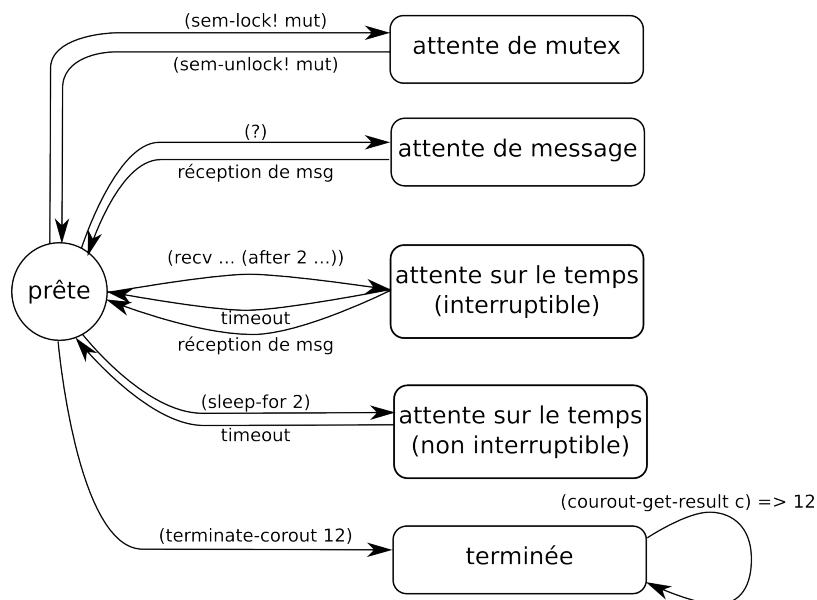 (sem-lock! mut)
attente de mutex
(sem-unlock! mut)
(?)
attente de message
réception de msg
(recv ... (after 2 ...))
attente sur le temps
(interruptible)
prête
timeout
réception de msg
(sleep-for 2)
attente sur le temps
(non interruptible)
timeout
(courout-get-result c) => 12
(terminate-corout 12)
terminée